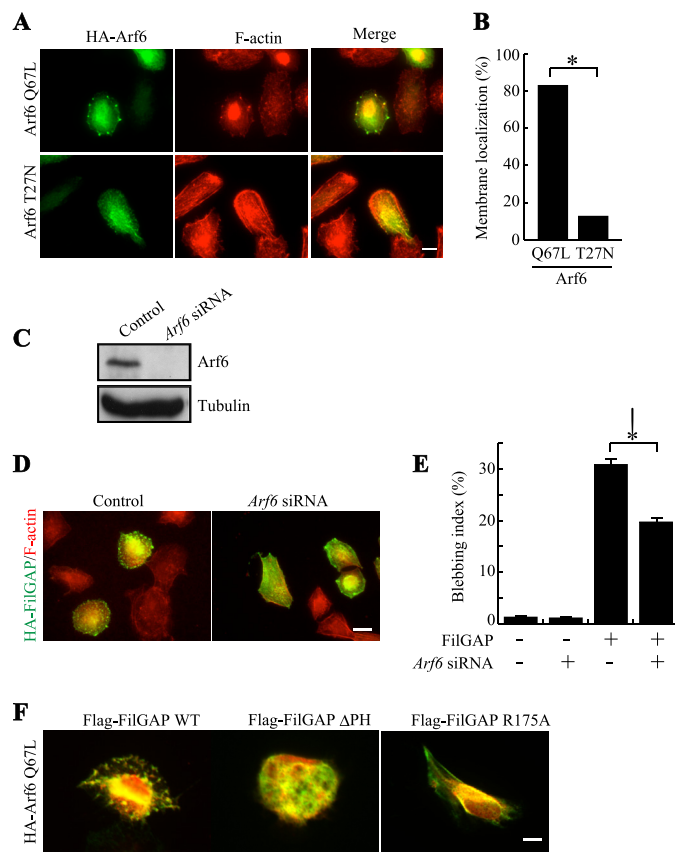 A
HA-Arf6 F-actin Merge
Arf6 Q67L
Arf6 T27N
B
Membrane localization (%)
100
80
60
40
20
0
*
Q67L T27N
Arf6
C
Control Arf6 siRNA
Arf6
Tubulin
D
Control Arf6 siRNA
HA-FilGAP/F-actin
E
Blebbing index (%)
30
20
10
0
*
FilGAP - - + +
Arf6 siRNA - + - +
F
Flag-FilGAP WT Flag-FilGAP ΔPH Flag-FilGAP R175A
HA-Arf6 Q67L